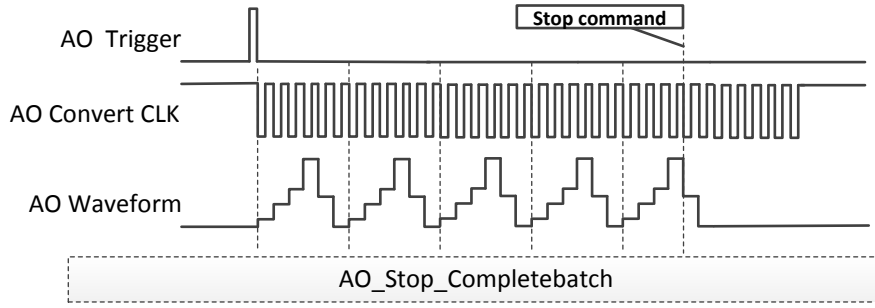 Stop command
AO Trigger
AO Convert CLK
AO Waveform
AO_Stop_Completebatch